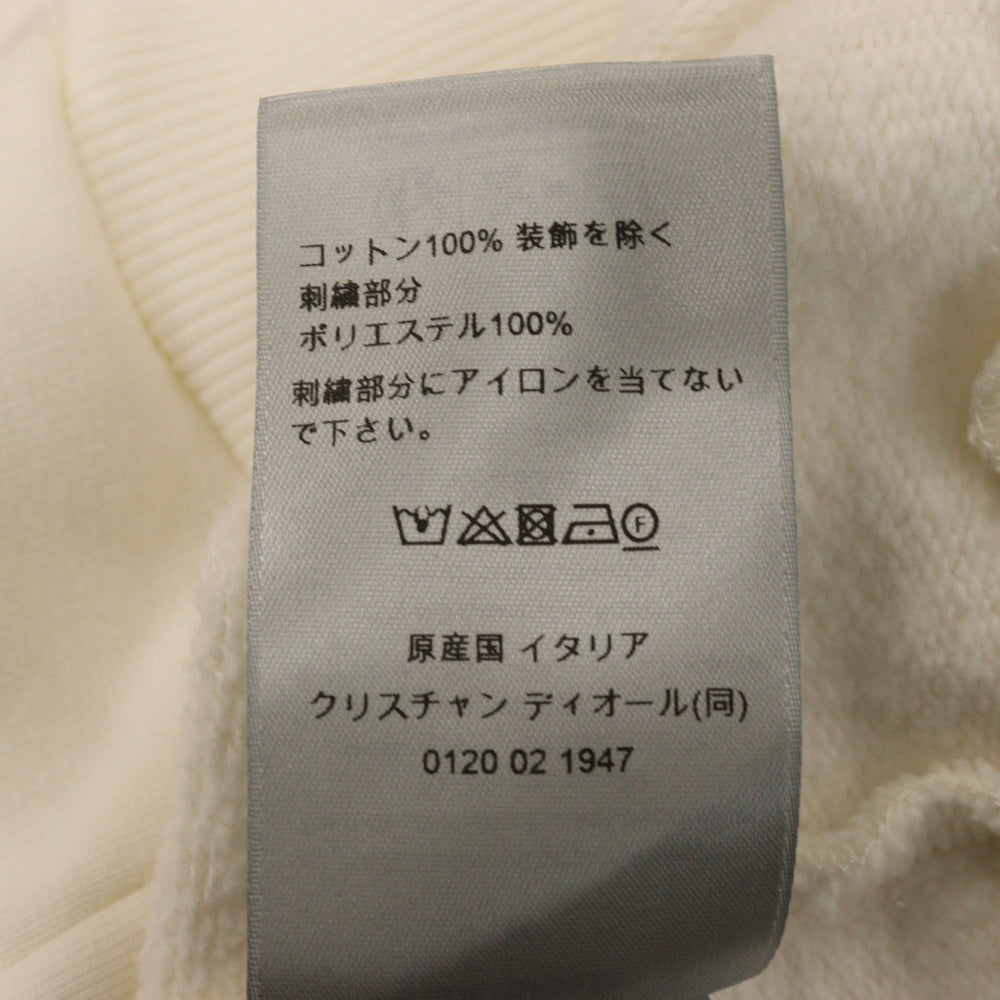 コットン100% 装飾を除く
刺繍部分
ポリエステル100%
刺繍部分にアイロンを当てない
で下さい。
F
原産国 イタリア
クリスチャン ディオール(同)
0120 02 1947